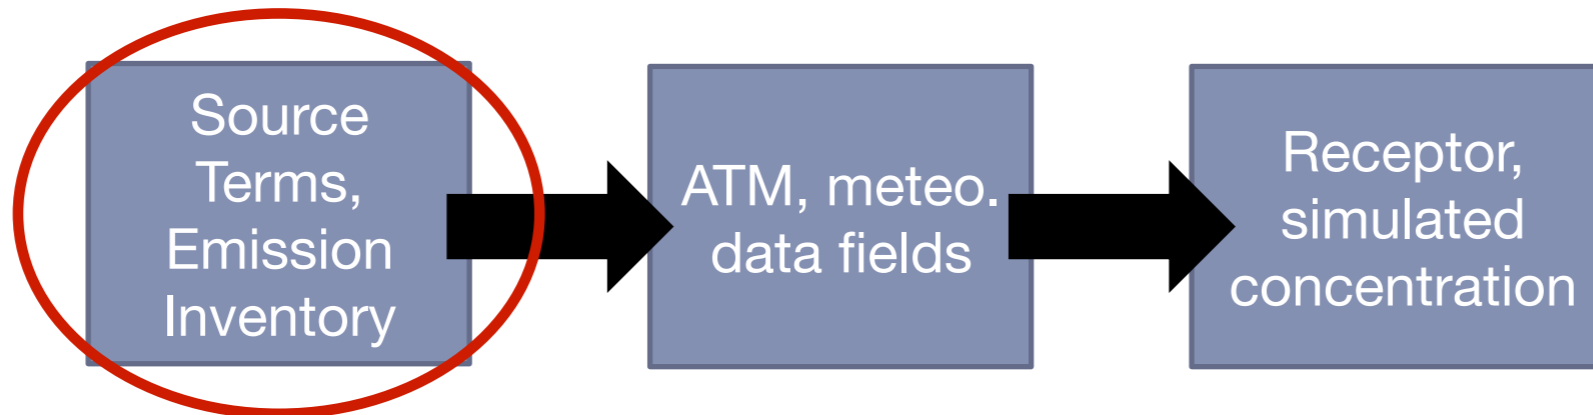 Source
Terms,
Emission
Inventory
ATM, meteo.
data fields
Receptor,
simulated
concentration